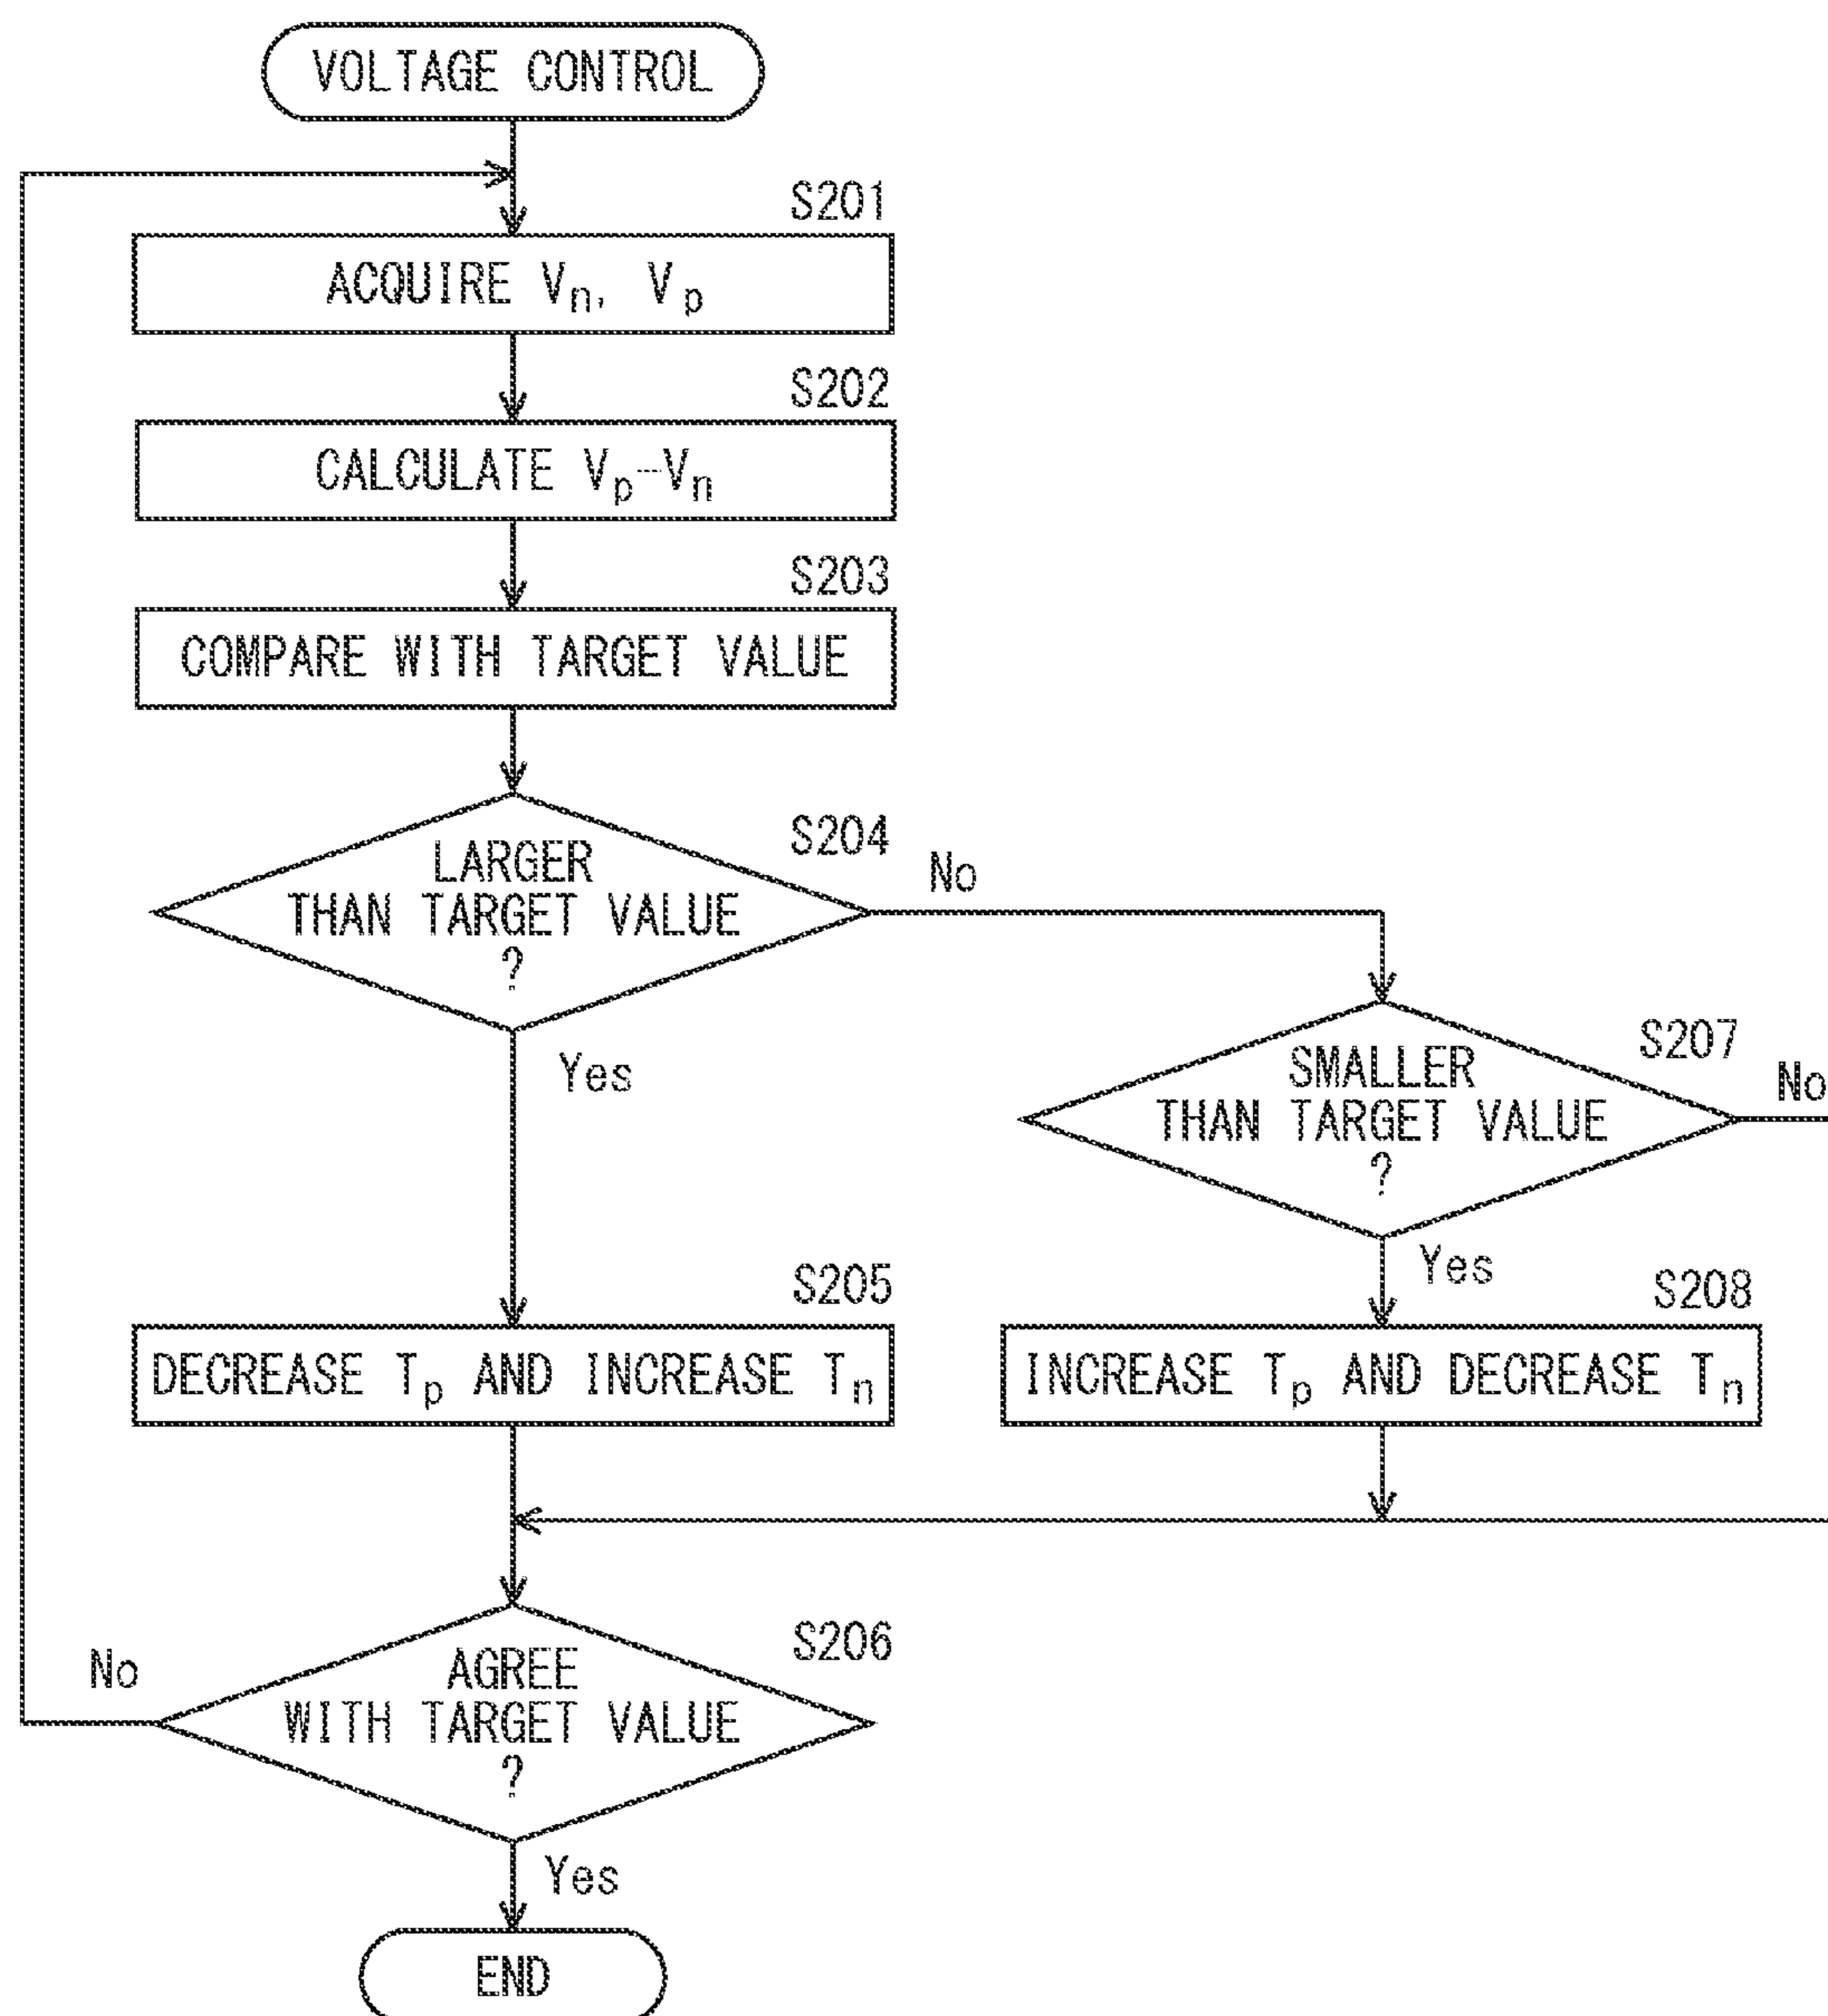 VOLTAGE CONTROL
S201
ACQUIRE Vn, Vp
S202
CALCULATE Vp-Vn
S203
COMPARE WITH TARGET VALUE
S204
LARGER
THAN TARGET VALUE
?
No
Yes
S207
SMALLER
THAN TARGET VALUE
?
No
Yes
S205
DECREASE Tp AND INCREASE Tn
S208
INCREASE Tp AND DECREASE Tn
S206
AGREE
WITH TARGET VALUE
?
No
Yes
END